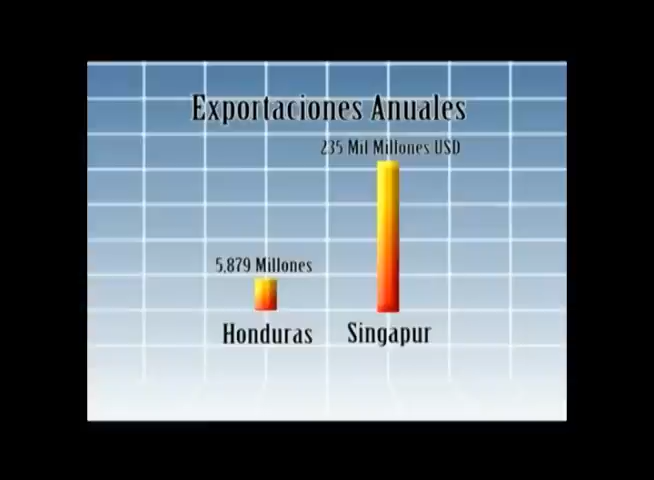 Exportaciones Anuales
235 Mil Millones USD
5,879 Millones
Honduras
Singapur